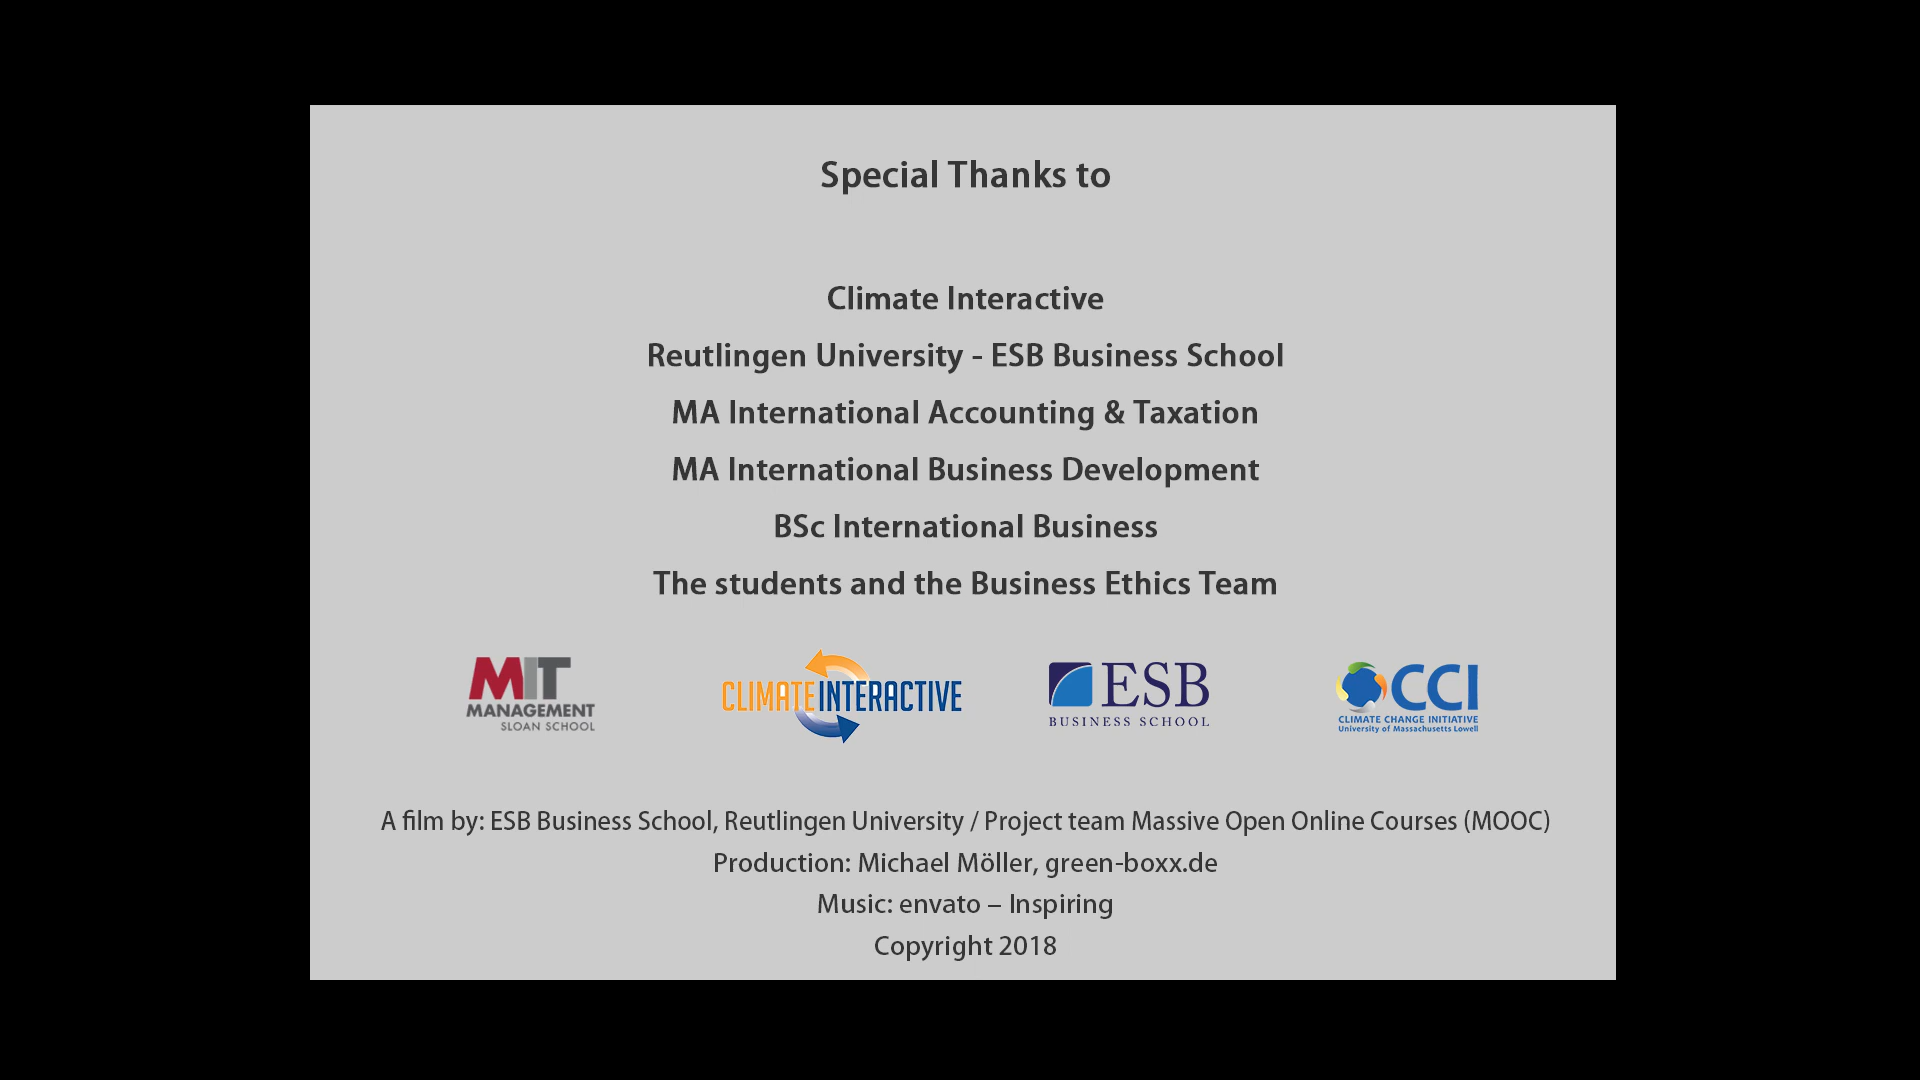 Special Thanks to
Climate Interactive
Reutlingen University - ESB Business School
MA International Accounting & Taxation
MA International Business Development
BSc International Business
The students and the Business Ethics Team
MIT
MANAGEMENT
SLOAN SCHOOL
CLIMATE INTERACTIVE
ESB
BUSINESS SCHOOL
CCI
CLIMATE CHANGE INITIATIVE
University of Massachusetts Lowell
A film by: ESB Business School, Reutlingen University / Project team Massive Open Online Courses (MOOC)
Production: Michael Möller, green-boxx.de
Music: envato – Inspiring
Copyright 2018